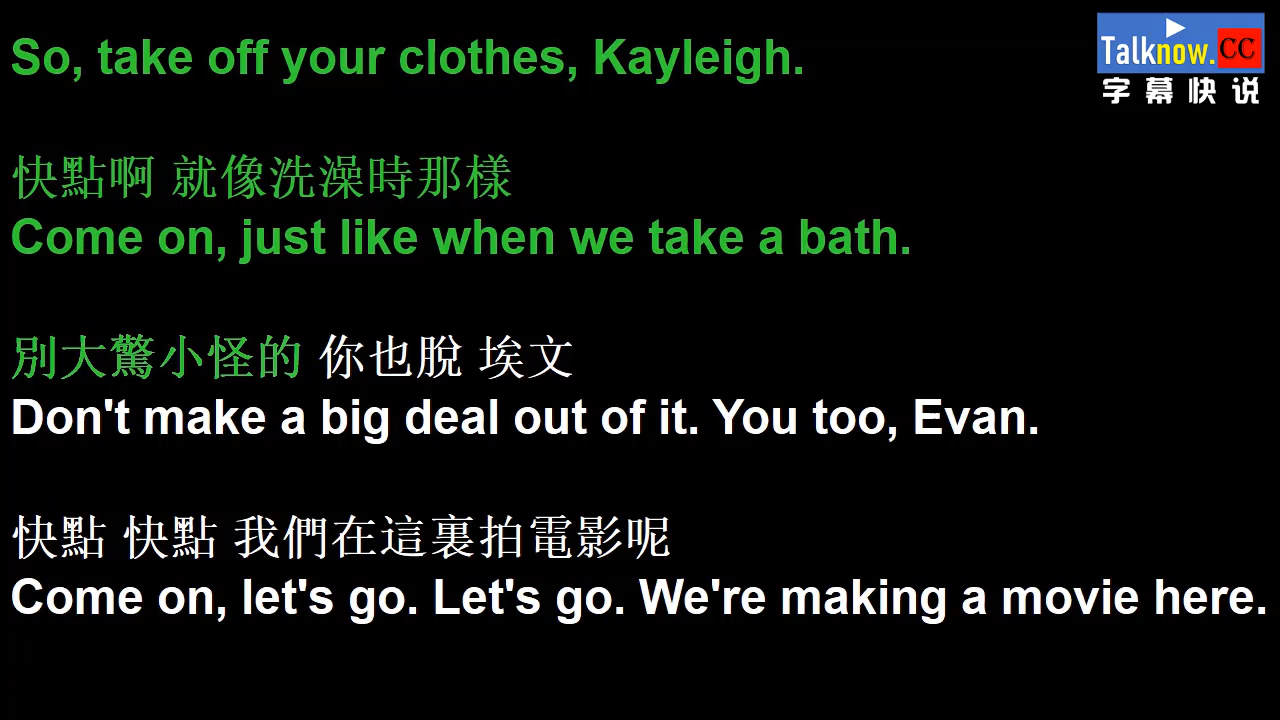 So, take off your clothes, Kayleigh.
Talknow.CC
字幕快说
快點啊 就像洗澡時那樣
Come on, just like when we take a bath.
別大驚小怪的 你也脫 埃文
Don't make a big deal out of it. You too, Evan.
快點 快點 我們在這裏拍電影呢
Come on, let's go. Let's go. We're making a movie here.